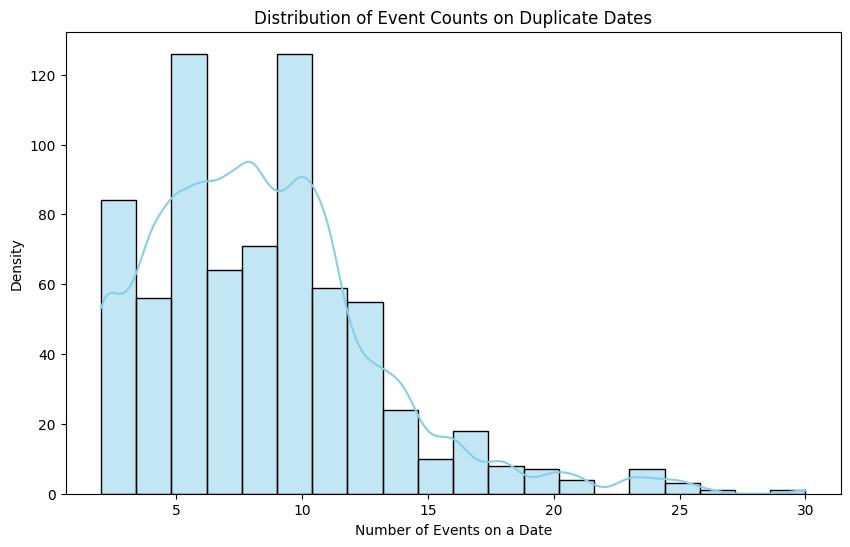 Distribution of Event Counts on Duplicate Dates
Density
120
100
80
60
40
20
0
5 10 15 20 25 30
Number of Events on a Date